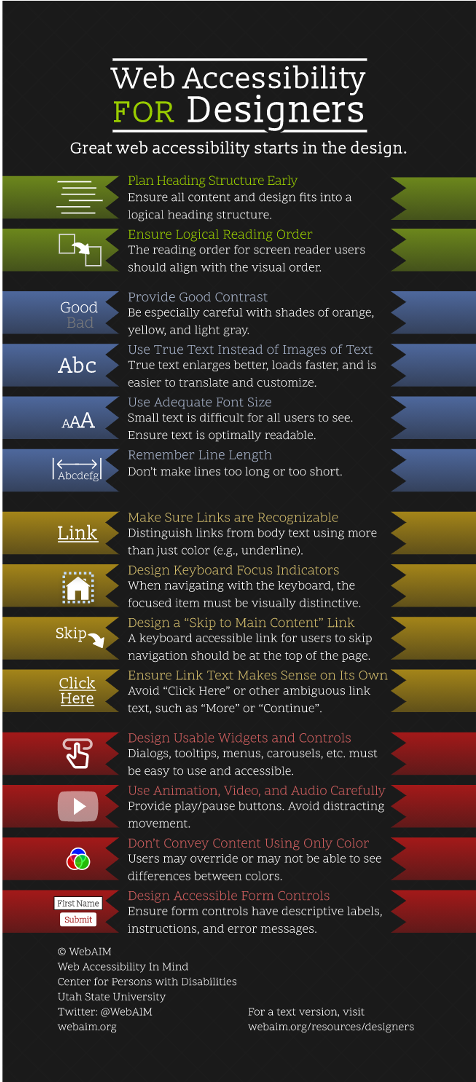 Web Accessibility
FOR Designers
Great web accessibility starts in the design.
Plan Heading Structure Early
Ensure all content and design fits into a
logical heading structure.
Ensure Logical Reading Order
The reading order for screen reader users
should align with the visual order.
Good
Bad
Provide Good Contrast
Be especially careful with shades of orange,
yellow, and light gray.
Abc
Use True Text Instead of Images of Text
True text enlarges better, loads faster, and is
easier to translate and customize.
AAA
Use Adequate Font Size
Small text is difficult for all users to see.
Ensure text is optimally readable.
Abcdefg
Remember Line Length
Don't make lines too long or too short.
Link
Make Sure Links are Recognizable
Distinguish links from body text using more
than just color (e.g., underline).
Design Keyboard Focus Indicators
When navigating with the keyboard, the
focused item must be visually distinctive.
Skip
Design a “Skip to Main Content” Link
A keyboard accessible link for users to skip
navigation should be at the top of the page.
Click
Here
Ensure Link Text Makes Sense on Its Own
Avoid “Click Here” or other ambiguous link
text, such as “More” or “Continue”.
Design Usable Widgets and Controls
Dialogs, tooltips, menus, carousels, etc. must
be easy to use and accessible.
Use Animation, Video, and Audio Carefully
Provide play/pause buttons. Avoid distracting
movement.
Don't Convey Content Using Only Color
Users may override or may not be able to see
differences between colors.
First Name
Submit
Design Accessible Form Controls
Ensure form controls have descriptive labels,
instructions, and error messages.
© WebAIM
Web Accessibility In Mind
Center for Persons with Disabilities
Utah State University
Twitter: @WebAIM
webaim.org
For a text version, visit
webaim.org/resources/designers